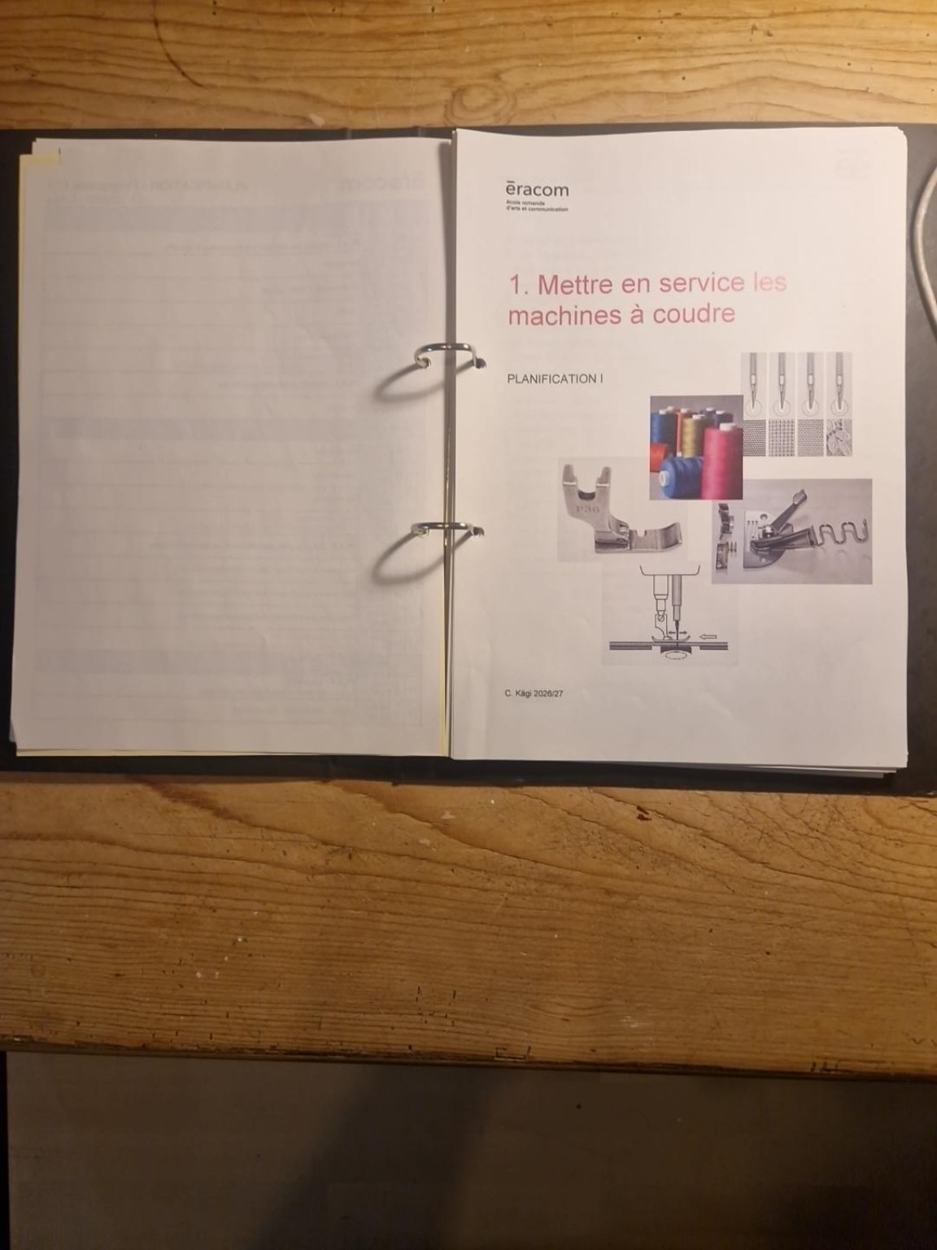 ēracom
école romande
d'arts et communication
1. Mettre en service les
machines à coudre
PLANIFICATION I
C. Kägi 2026/27